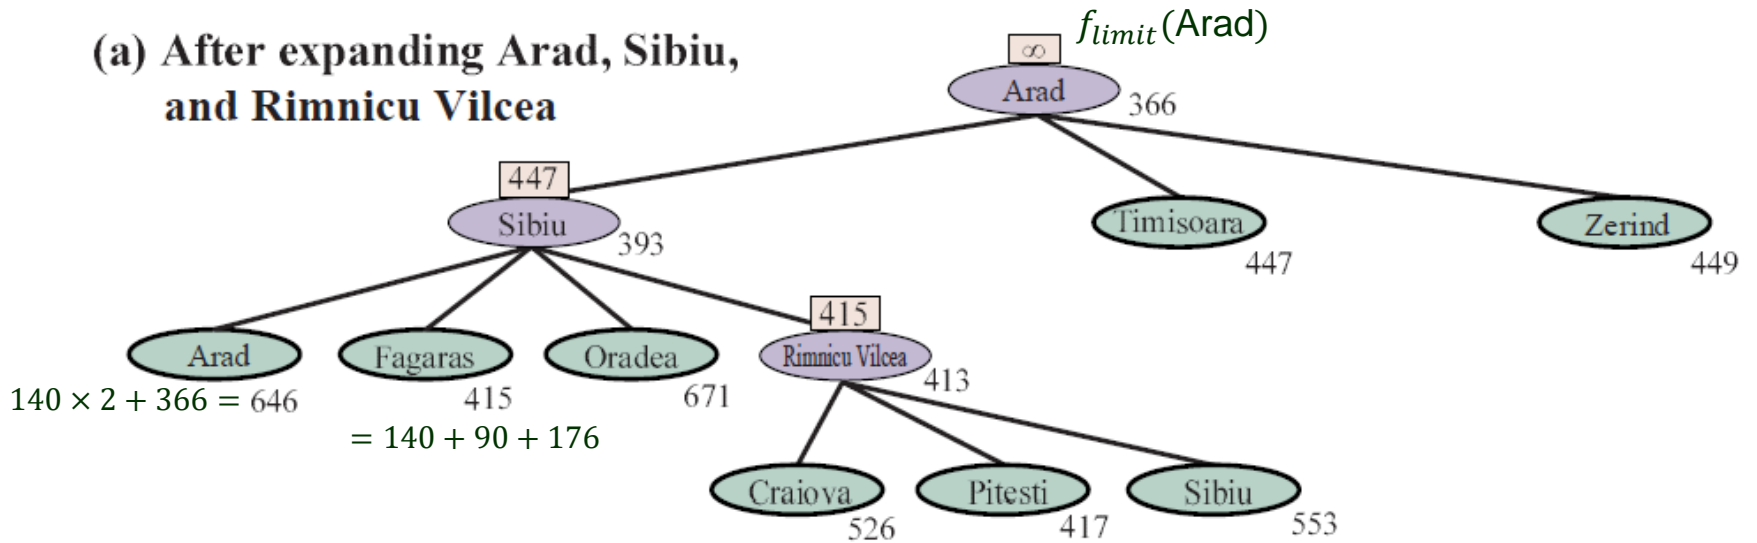 (a) After expanding Arad, Sibiu,
and Rimnicu Vilcea
f_limit(Arad)
∞
Arad
366
447
Sibiu
393
Timisoara
447
Zerind
449
Arad
140 × 2 + 366 = 646
Fagaras
415
= 140 + 90 + 176
Oradea
671
415
Rimnicu Vilcea
413
Craiova
526
Pitesti
417
Sibiu
553